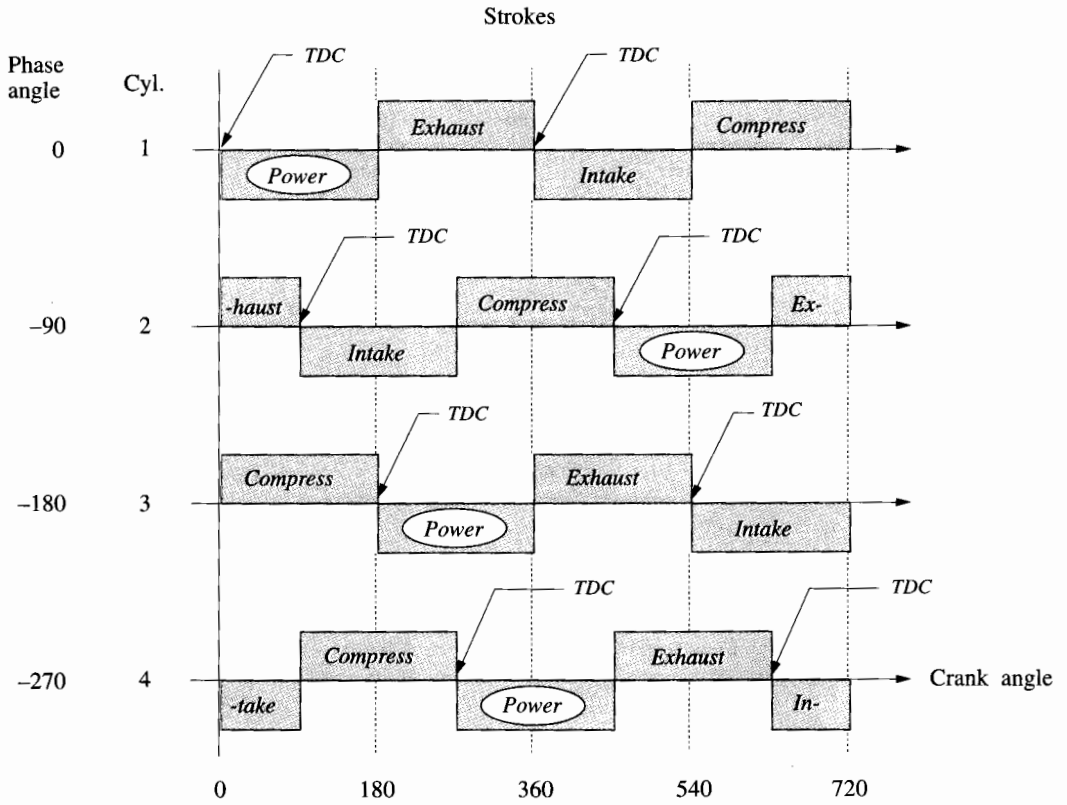 Strokes
Phase angle
Cyl.
TDC
TDC
0
1
Power
Exhaust
Intake
Compress
TDC
TDC
–90
2
-haust
Intake
Compress
Power
Ex-
TDC
TDC
–180
3
Compress
Power
Exhaust
Intake
TDC
TDC
–270
4
-take
Compress
Power
Exhaust
In-
Crank angle
0
180
360
540
720